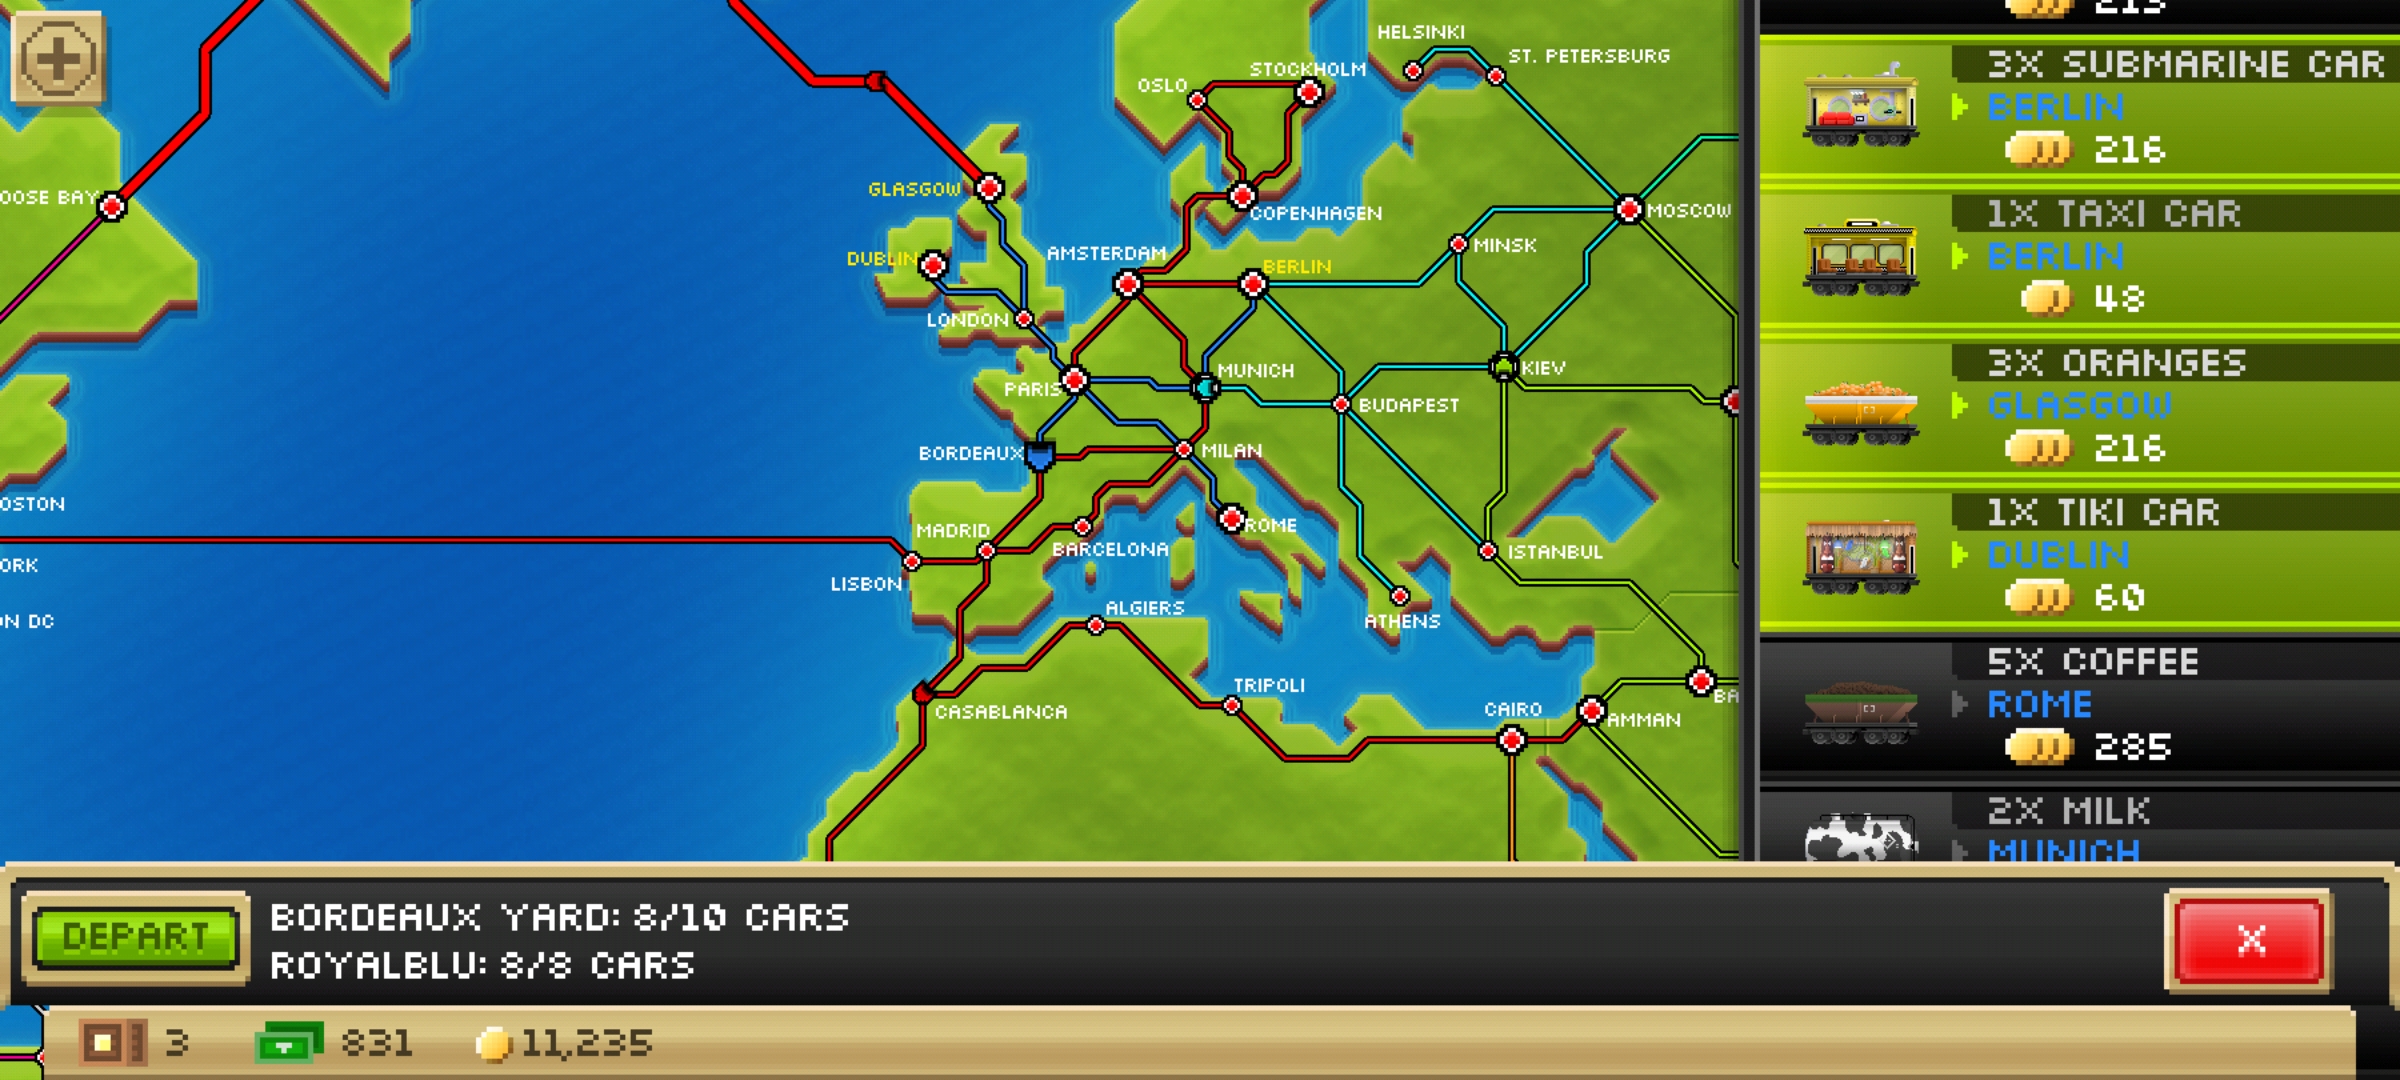 HELSINKI
ST. PETERSBURG
STOCKHOLM
OSLO
GLASGOW
OOSE BAY
COPENHAGEN
MOSCOW
MINSK
AMSTERDAM
DUBLIN
BERLIN
LONDON
MUNICH
KIEV
PARIS
BUDAPEST
BORDEAUX
MILAN
OSTON
MADRID
ROME
BARCELONA
ISTANBUL
ORK
LISBON
ALGIERS
ATHENS
N DC
TRIPOLI
BA
CASABLANCA
CAIRO
AMMAN
213
3X SUBMARINE CAR
BERLIN
216
1X TAXI CAR
BERLIN
48
3X ORANGES
GLASGOW
216
1X TIKI CAR
DUBLIN
60
5X COFFEE
ROME
285
2X MILK
MUNICH
DEPART
BORDEAUX YARD: 8/10 CARS
ROYALBLU: 8/8 CARS
X
3
831
11,235